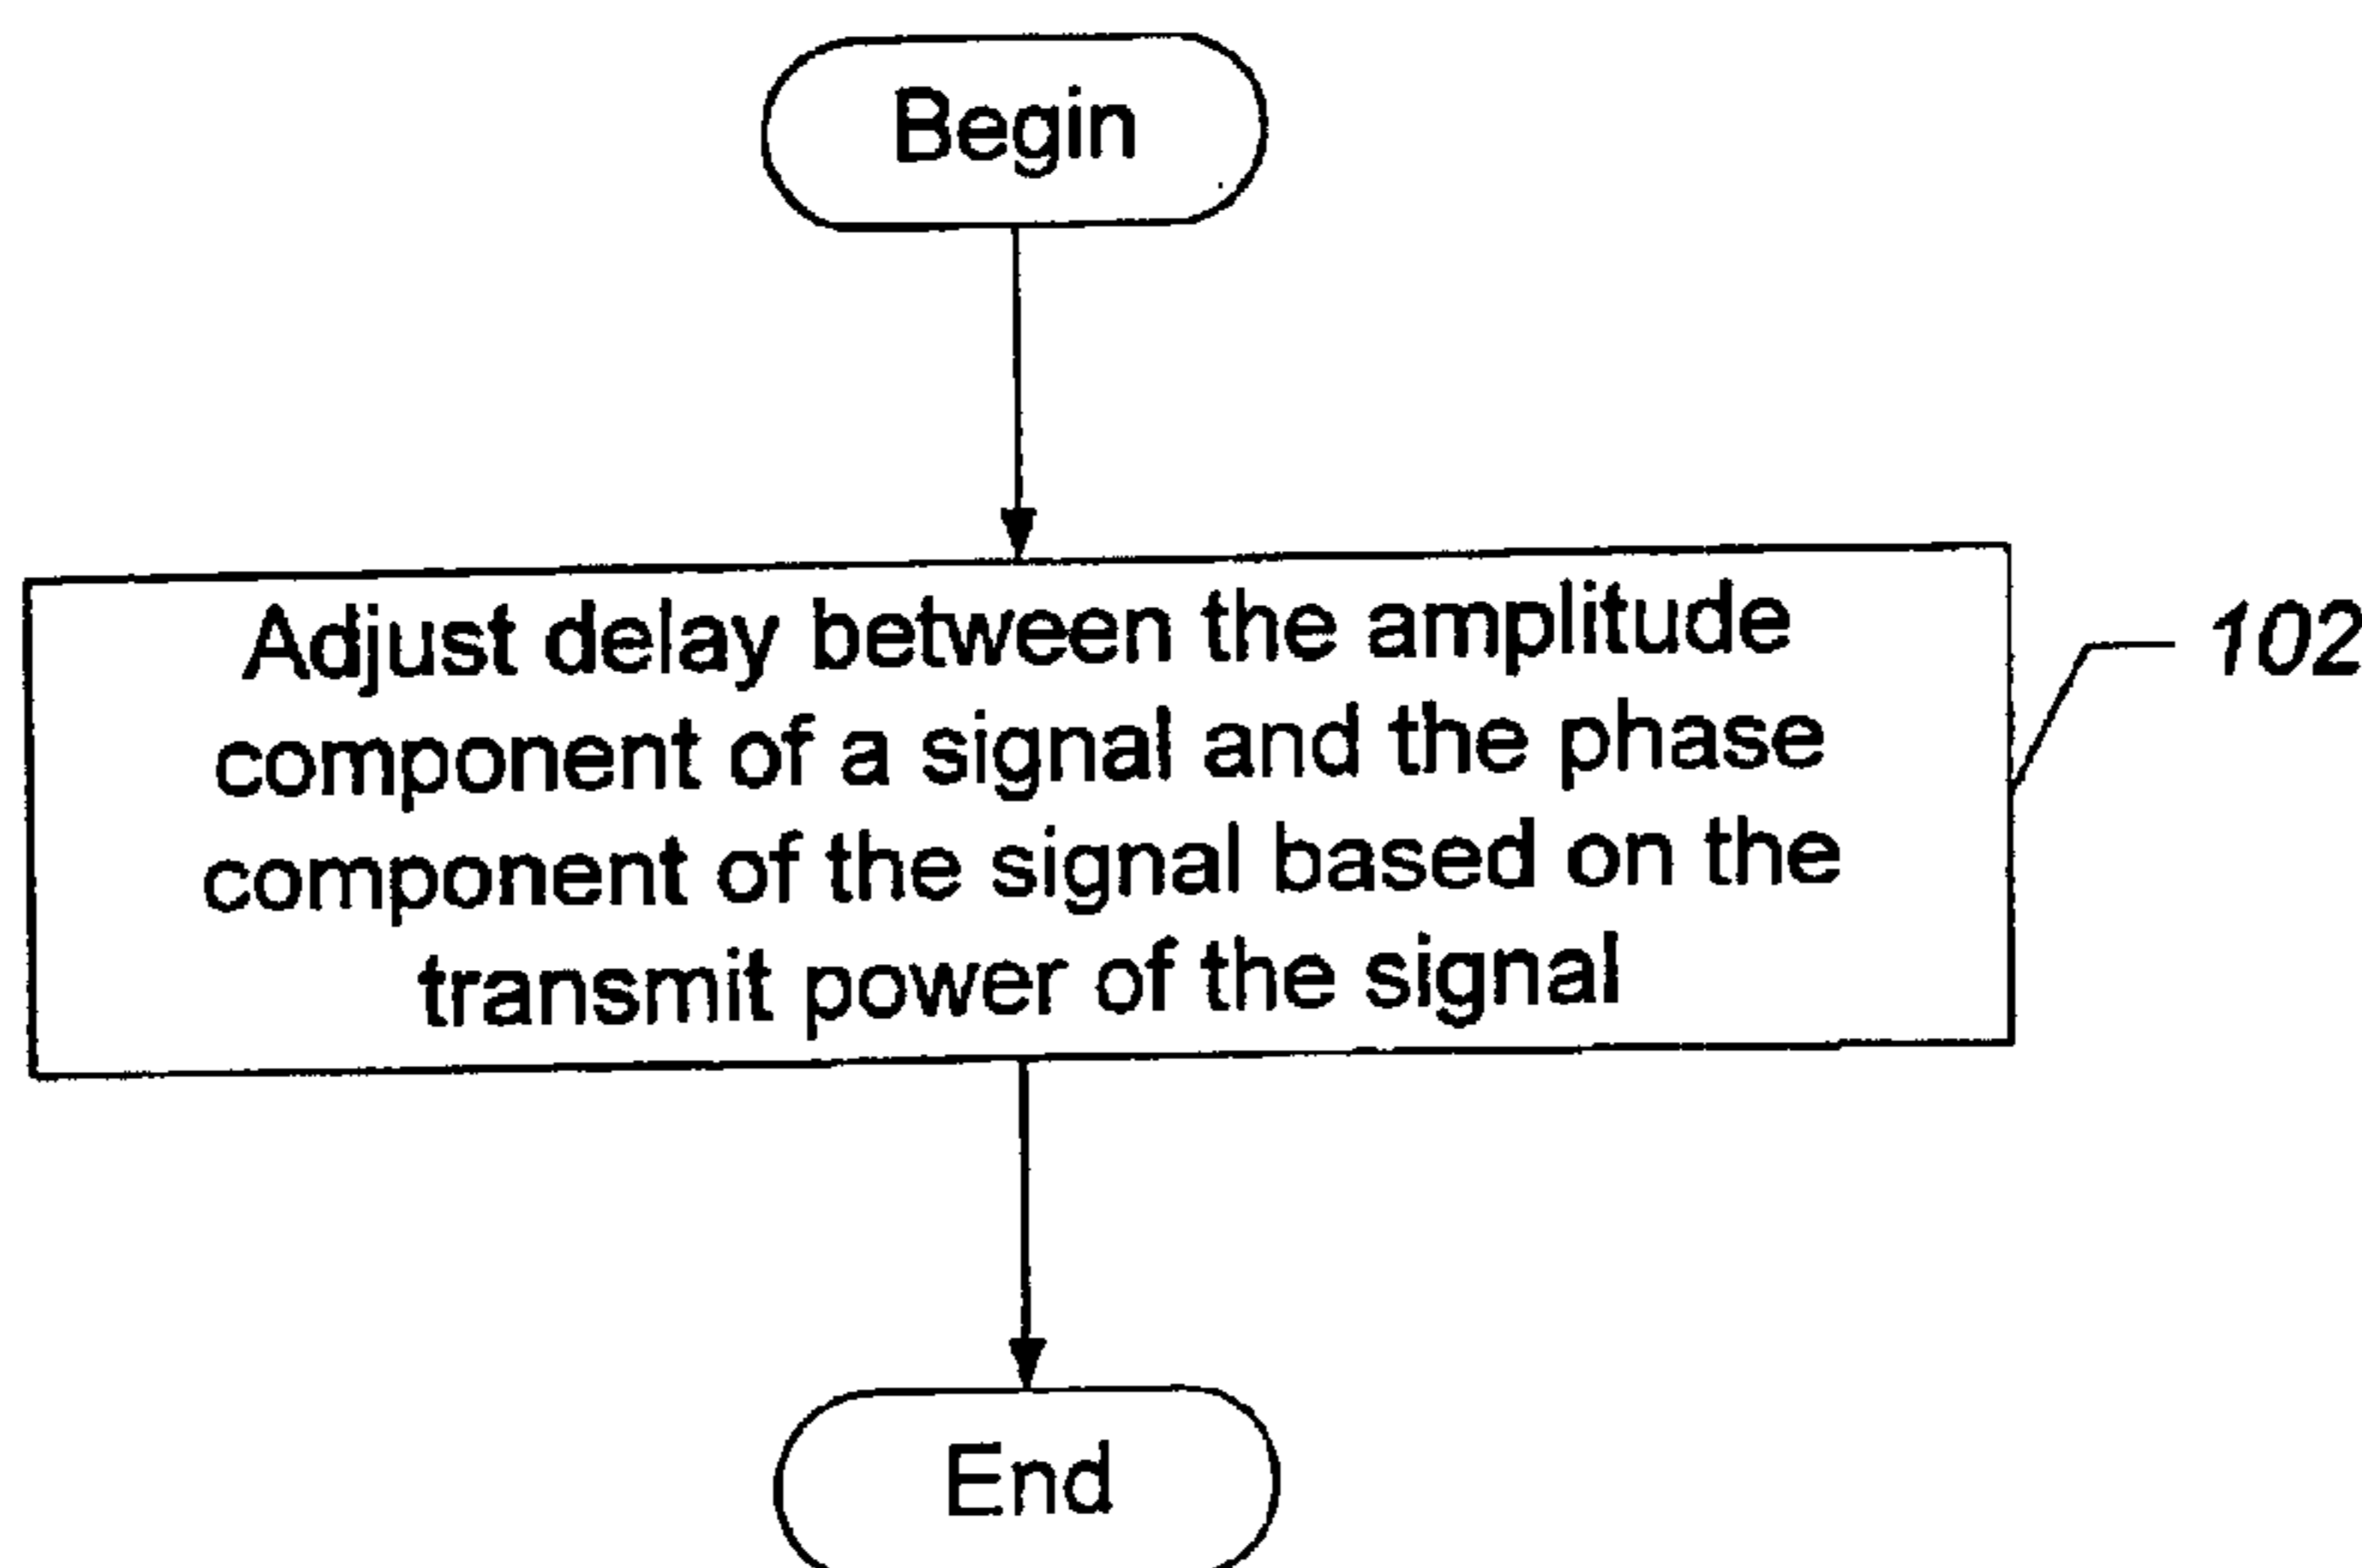 Begin
Adjust delay between the amplitude
component of a signal and the phase
component of the signal based on the
transmit power of the signal
102
End